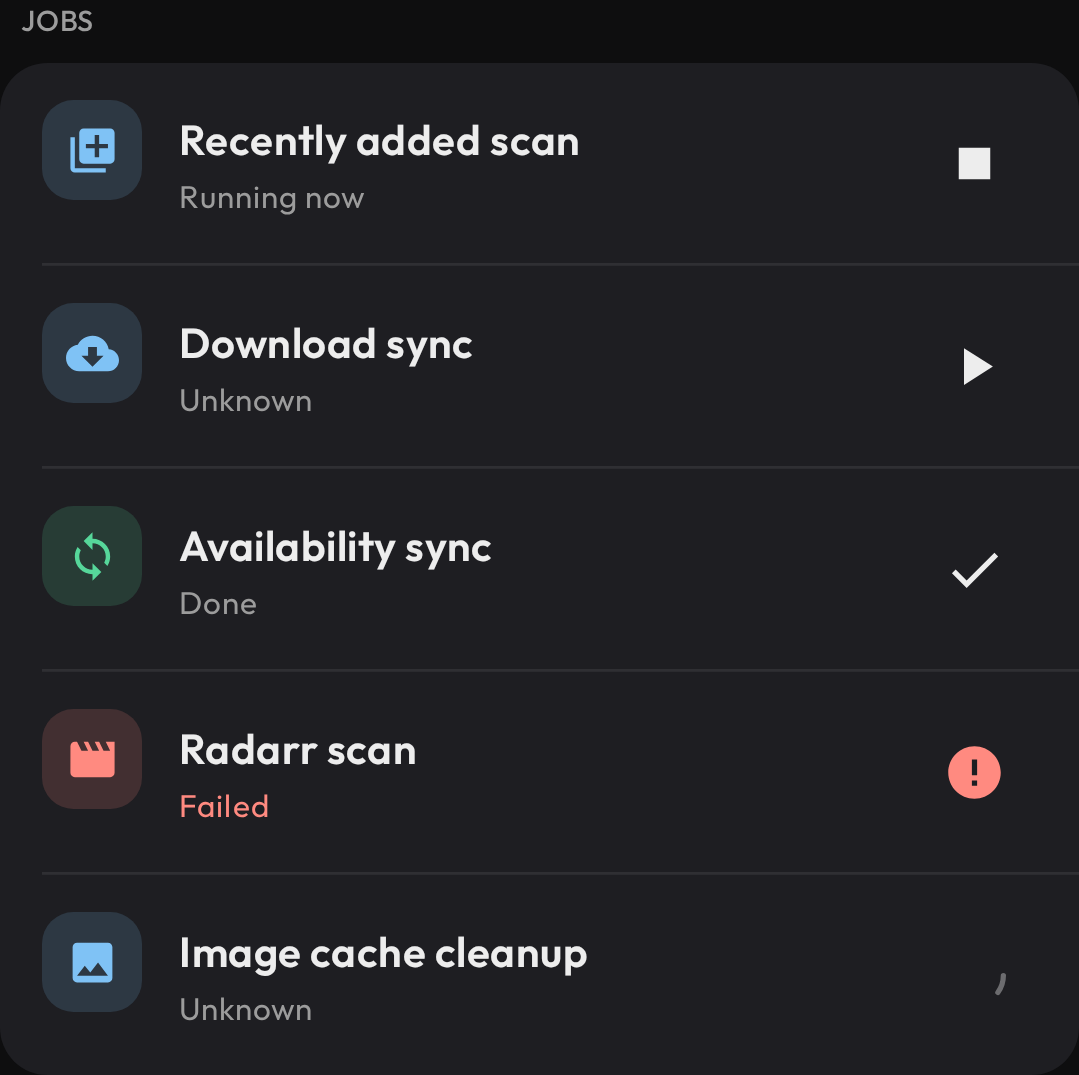 JOBS
Recently added scan
Running now
Download sync
Unknown
Availability sync
Done
Radarr scan
Failed
Image cache cleanup
Unknown